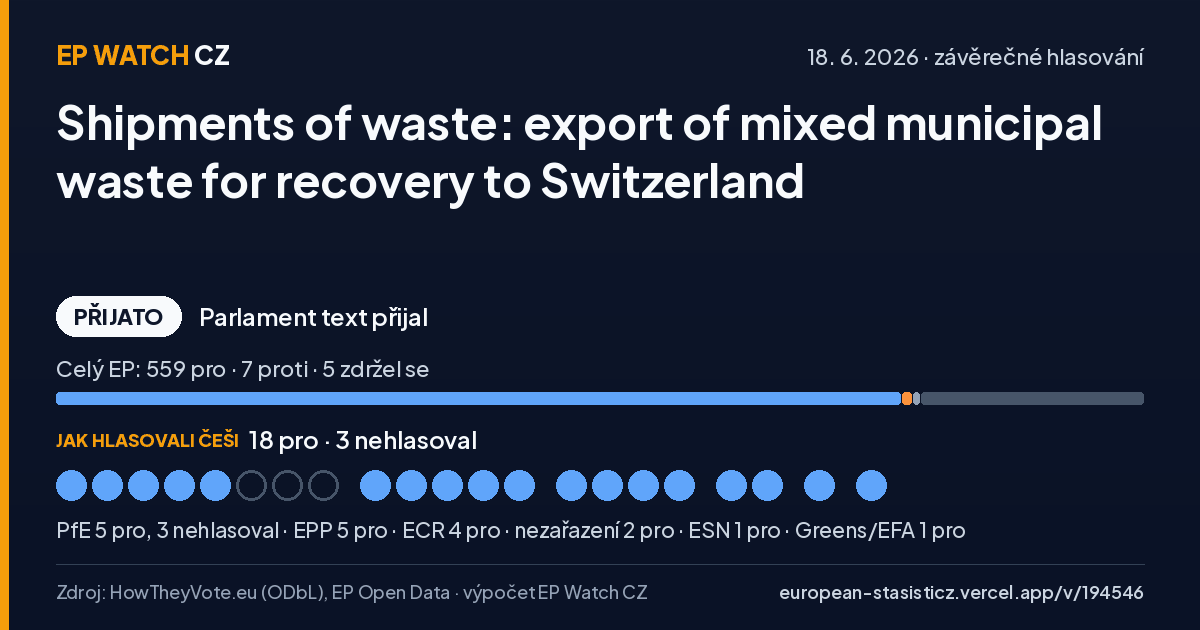 EP WATCH CZ
18. 6. 2026 · závěrečné hlasování
Shipments of waste: export of mixed municipal
waste for recovery to Switzerland
PŘIJATO
Parlament text přijal
Celý EP: 559 pro · 7 proti · 5 zdržel se
JAK HLASOVALI ČEŠI 18 pro · 3 nehlasoval
PfE 5 pro, 3 nehlasoval · EPP 5 pro · ECR 4 pro · nezařazení 2 pro · ESN 1 pro · Greens/EFA 1 pro
Zdroj: HowTheyVote.eu (ODbL), EP Open Data · výpočet EP Watch CZ
european-stasisticz.vercel.app/v/194546